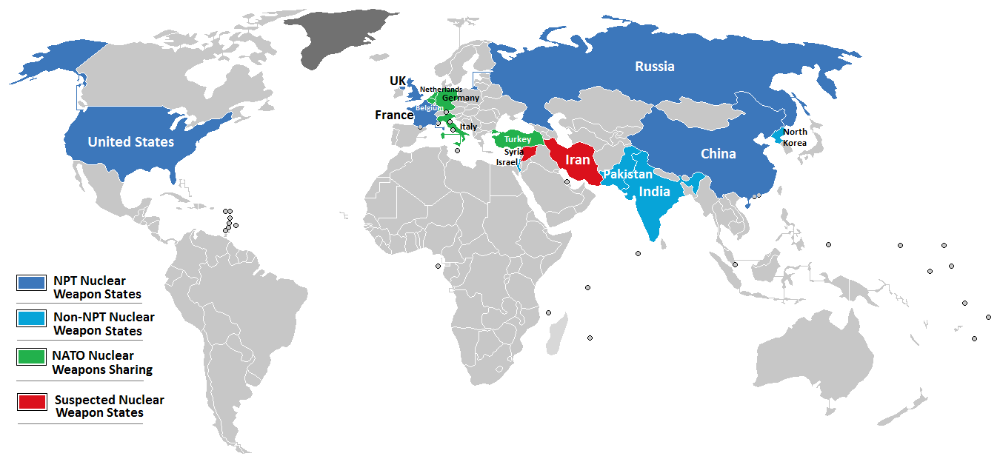 Russia
UK
Netherlands
Germany
Belgium
France
Italy
United States
Turkey
North
Korea
Syria
Israel
Iran
China
Pakistan
India
NPT Nuclear
Weapon States
Non-NPT Nuclear
Weapon States
NATO Nuclear
Weapons Sharing
Suspected Nuclear
Weapon States